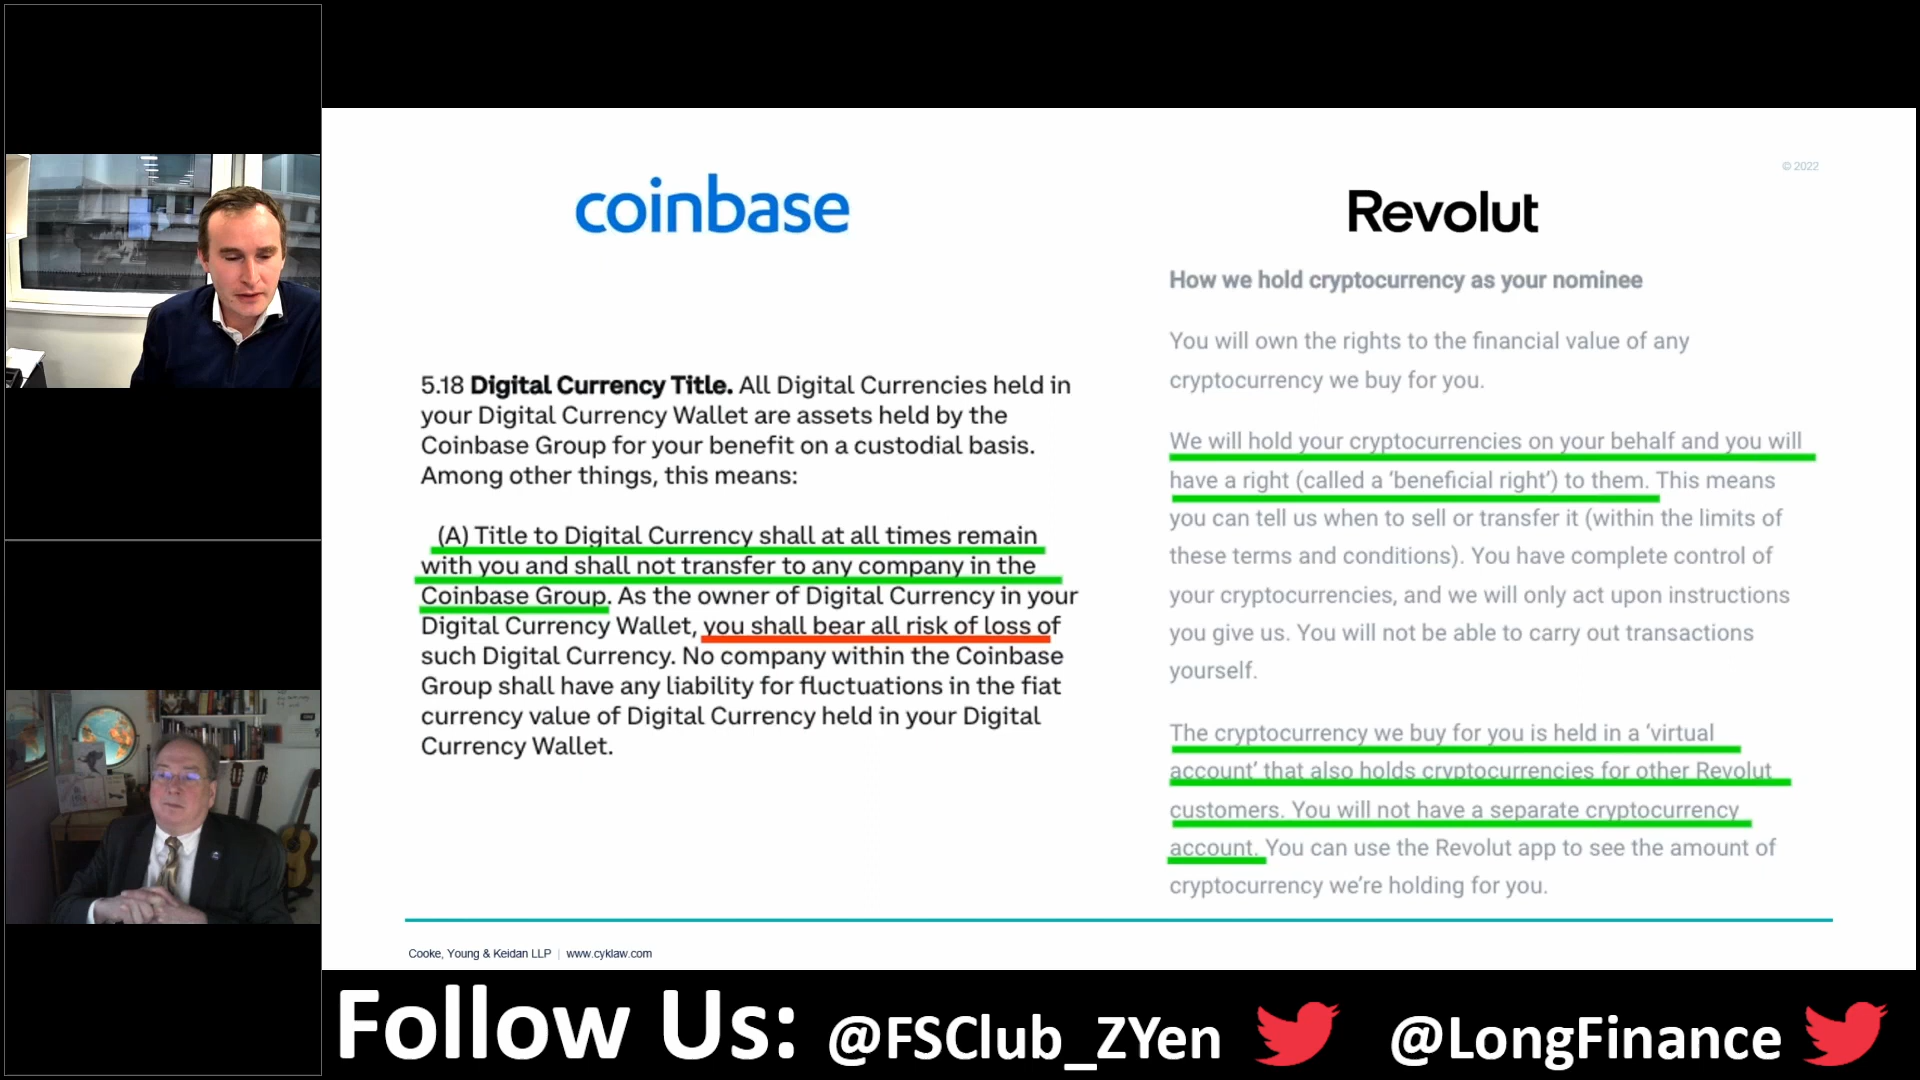 © 2022
coinbase
5.18 Digital Currency Title. All Digital Currencies held in
your Digital Currency Wallet are assets held by the
Coinbase Group for your benefit on a custodial basis.
Among other things, this means:
(A) Title to Digital Currency shall at all times remain
with you and shall not transfer to any company in the
Coinbase Group. As the owner of Digital Currency in your
Digital Currency Wallet, you shall bear all risk of loss of
such Digital Currency. No company within the Coinbase
Group shall have any liability for fluctuations in the fiat
currency value of Digital Currency held in your Digital
Currency Wallet.
Revolut
How we hold cryptocurrency as your nominee
You will own the rights to the financial value of any
cryptocurrency we buy for you.
We will hold your cryptocurrencies on your behalf and you will
have a right (called a ‘beneficial right’) to them. This means
you can tell us when to sell or transfer it (within the limits of
these terms and conditions). You have complete control of
your cryptocurrencies, and we will only act upon instructions
you give us. You will not be able to carry out transactions
yourself.
The cryptocurrency we buy for you is held in a ‘virtual
account’ that also holds cryptocurrencies for other Revolut
customers. You will not have a separate cryptocurrency
account. You can use the Revolut app to see the amount of
cryptocurrency we’re holding for you.
Cooke, Young & Keidan LLP | www.cyklaw.com
Follow Us: @FSClub_ZYen @LongFinance